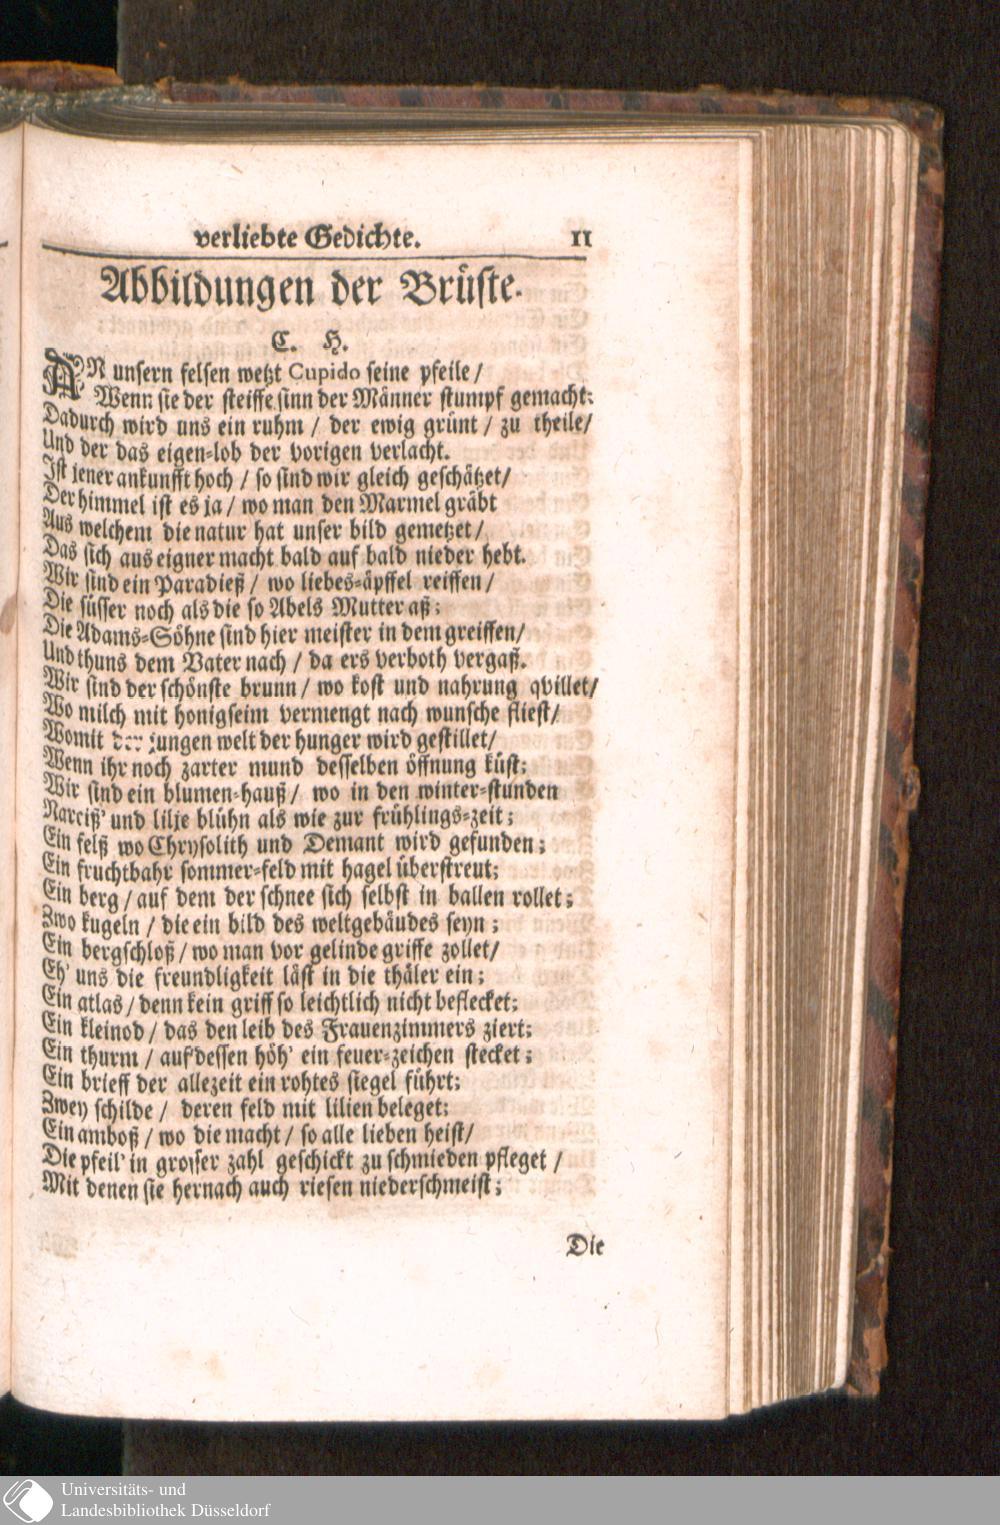 verliebte Gedichte. 11
Abbildungen der Brüste.
C. H.
AN unsern felsen wetzt Cupido seine pfeile/
Wenn sie der steiffe sinn der Männer stumpf gemacht:
Dadurch wird uns ein ruhm / der ewig grünt / zu theile/
Und der das eigen-lob der vorigen verlacht.
Ist jener ankunfft hoch / so sind wir gleich geschätzet/
Der himmel ist es ja / wo man den Marmel gräbt
Aus welchem die natur hat unser bild gemetzet/
Das sich aus eigner macht bald auf bald nieder hebt.
Wir sind ein Paradieß / wo liebes-äpffel reiffen/
Die süsser noch als die so Abels Mutter aß;
Die Adams-Söhne sind hier meister in dem greiffen/
Und thuns dem Vater nach / da ers verboth vergaß.
Wir sind der schönste brunn / wo kost und nahrung qvillet/
Wo milch mit honigseim vermengt nach wunsche fliest/
Womit der jungen welt der hunger wird gestillet/
Wenn ihr noch zarter mund desselben öffnung küst;
Wir sind ein blumen-hauß / wo in den winter-stunden
Narciß' und lilje blühn als wie zur frühlings-zeit;
Ein felß wo Chrysolith und Demant wird gefunden;
Ein fruchtbahr sommer-feld mit hagel überstreut;
Ein berg / auf dem der schnee sich selbst in ballen rollet;
Zwo kugeln / die ein bild des weltgebäudes seyn;
Ein bergschloß / wo man vor gelinde griffe zollet/
Eh' uns die freundligkeit läst in die thäler ein;
Ein atlas / denn kein griff so leichtlich nicht beflecket;
Ein kleinod / das den leib des Frauenzimmers ziert;
Ein thurm / auf dessen höh' ein feuer-zeichen stecket;
Ein brieff der allezeit ein rohtes siegel führt;
Zwey schilde / deren feld mit lilien beleget;
Ein amboß / wo die macht / so alle lieben heist/
Die pfeil' in grosser zahl geschickt zu schmieden pfleget /
Mit denen sie hernach auch riesen niederschmeist;
Die
Universitäts- und
Landesbibliothek Düsseldorf